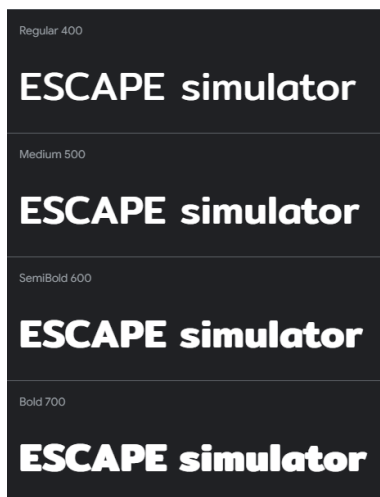 Regular 400
ESCAPE simulator
Medium 500
ESCAPE simulator
SemiBold 600
ESCAPE simulator
Bold 700
ESCAPE simulator